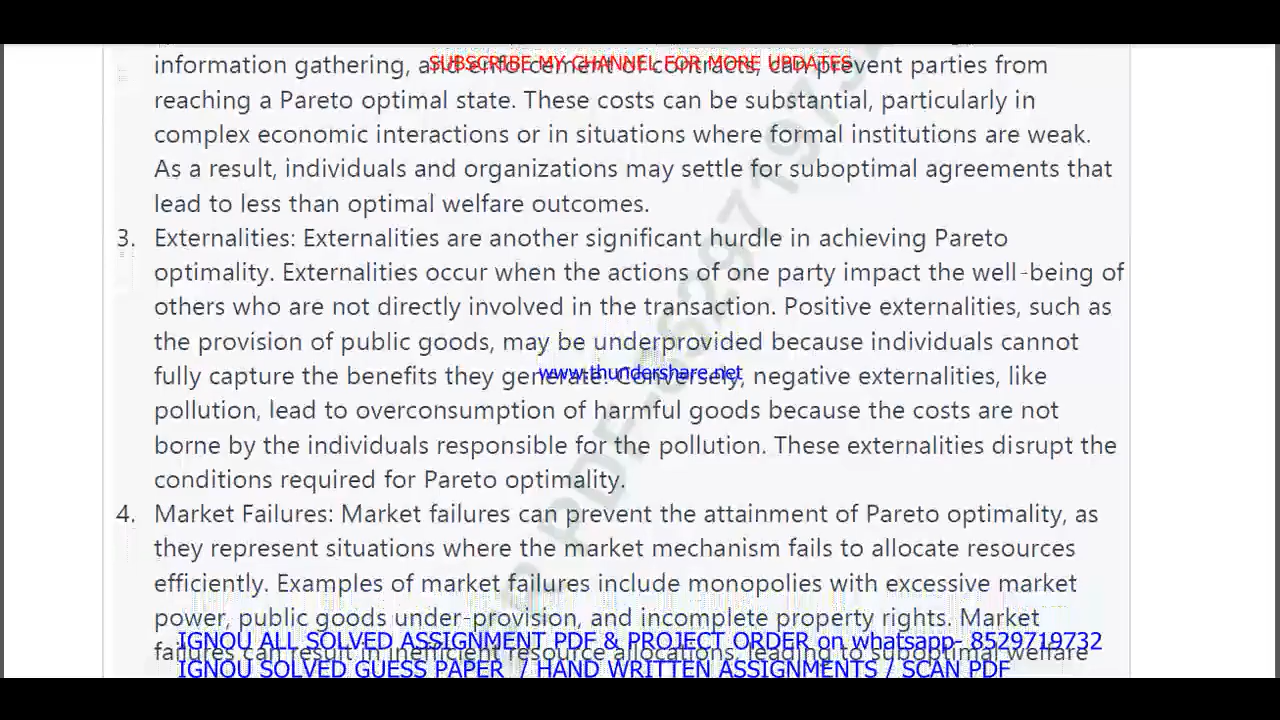 SUBSCRIBE MY CHANNEL FOR MORE UPDATES
information gathering, and enforcement of contracts, can prevent parties from
reaching a Pareto optimal state. These costs can be substantial, particularly in
complex economic interactions or in situations where formal institutions are weak.
As a result, individuals and organizations may settle for suboptimal agreements that
lead to less than optimal welfare outcomes.
3. Externalities: Externalities are another significant hurdle in achieving Pareto
optimality. Externalities occur when the actions of one party impact the well-being of
others who are not directly involved in the transaction. Positive externalities, such as
the provision of public goods, may be underprovided because individuals cannot
www.thundershare.net
fully capture the benefits they generate. Conversely, negative externalities, like
pollution, lead to overconsumption of harmful goods because the costs are not
borne by the individuals responsible for the pollution. These externalities disrupt the
conditions required for Pareto optimality.
4. Market Failures: Market failures can prevent the attainment of Pareto optimality, as
they represent situations where the market mechanism fails to allocate resources
efficiently. Examples of market failures include monopolies with excessive market
power, public goods under-provision, and incomplete property rights. Market
IGNOU ALL SOLVED ASSIGNMENT PDF & PROJECT ORDER on whatsapp- 8529719732
failures can result in inefficient resource allocations, leading to suboptimal welfare
IGNOU SOLVED GUESS PAPER / HAND WRITTEN ASSIGNMENTS / SCAN PDF